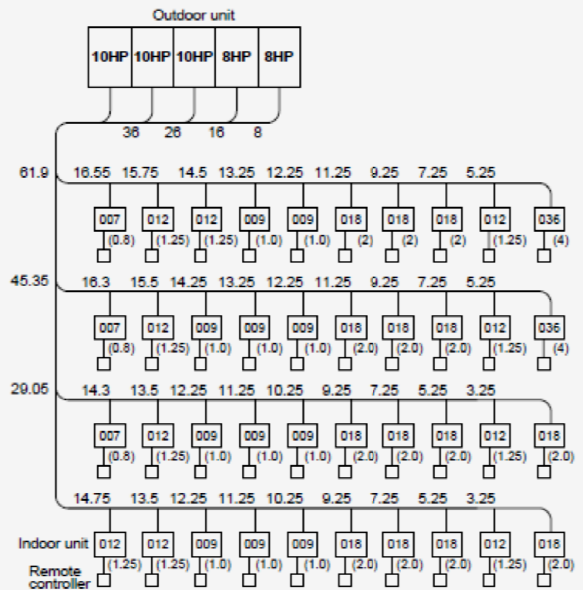 Outdoor unit
10HP 10HP 10HP 8HP 8HP
36 26 16 8
61.9 16.55 15.75 14.5 13.25 12.25 11.25 9.25 7.25 5.25
007 012 012 009 009 018 018 018 012 036
(0.8) (1.25) (1.25) (1.0) (1.0) (2) (2) (2) (1.25) (4)
45.35 16.3 15.5 14.25 13.25 12.25 11.25 9.25 7.25 5.25
007 012 009 009 009 018 018 018 012 036
(0.8) (1.25) (1.0) (1.0) (1.0) (2.0) (2.0) (2.0) (1.25) (4)
29.05 14.3 13.5 12.25 11.25 10.25 9.25 7.25 5.25 3.25
007 012 009 009 009 018 018 018 012 018
(0.8) (1.25) (1.0) (1.0) (1.0) (2.0) (2.0) (2.0) (1.25) (2.0)
14.75 13.5 12.25 11.25 10.25 9.25 7.25 5.25 3.25
Indoor unit 012 012 009 009 009 018 018 018 012 018
(1.25) (1.25) (1.0) (1.0) (1.0) (2.0) (2.0) (2.0) (1.25) (2.0)
Remote
controller